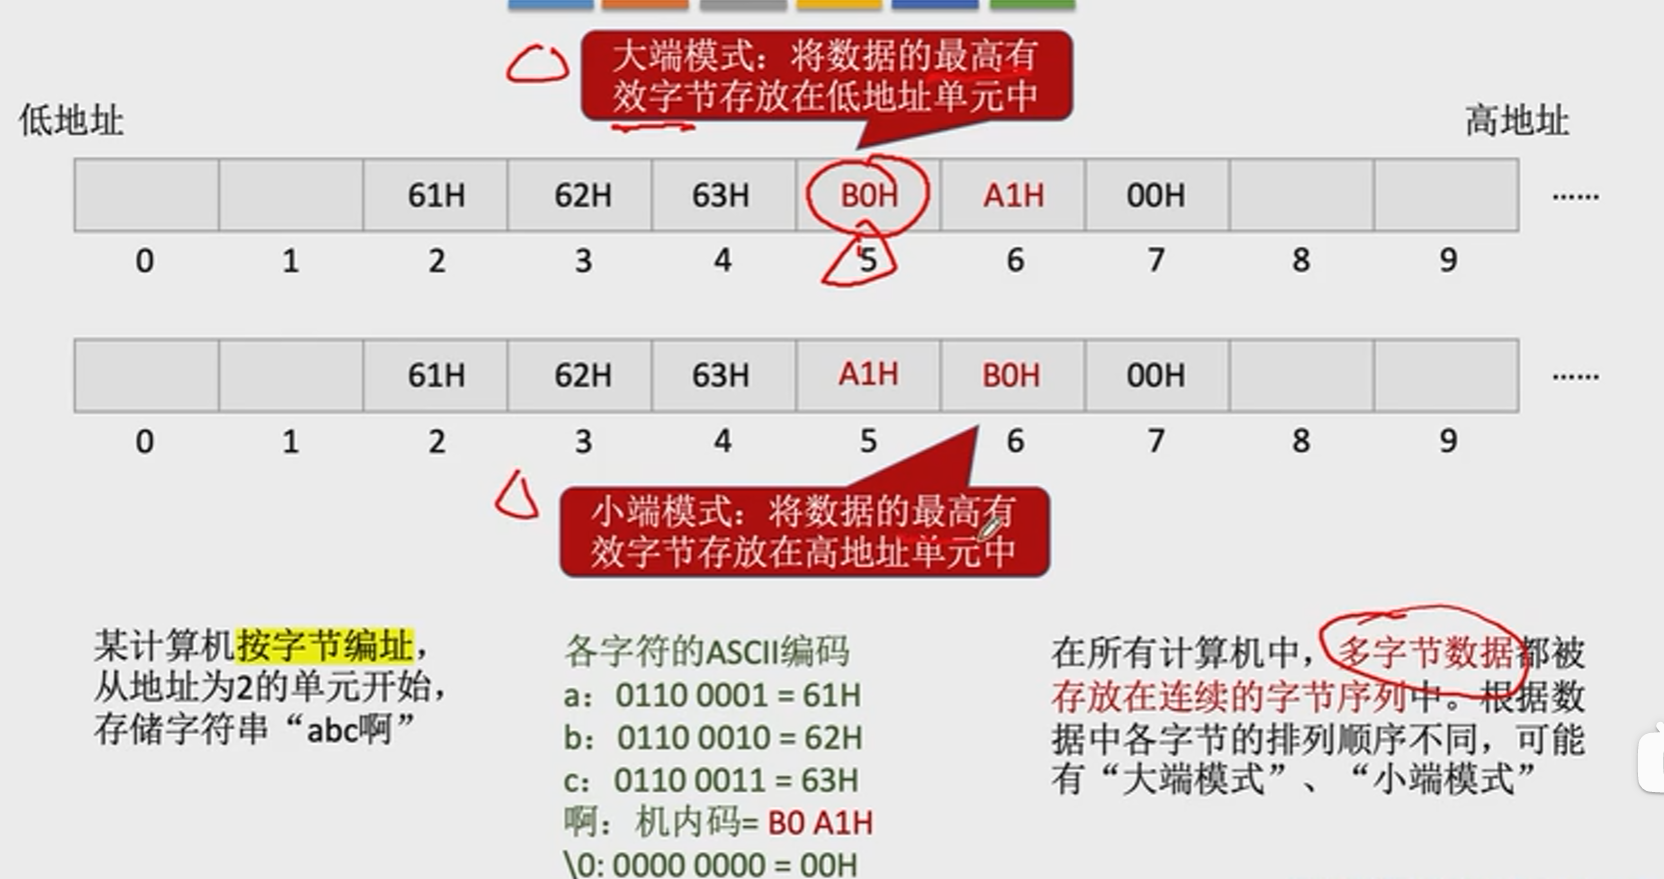 大端模式：将数据的最高有
效字节存放在低地址单元中
低地址
高地址
61H 62H 63H B0H A1H 00H ……
0 1 2 3 4 5 6 7 8 9
61H 62H 63H A1H B0H 00H ……
0 1 2 3 4 5 6 7 8 9
小端模式：将数据的最高有
效字节存放在高地址单元中
某计算机按字节编址，
从地址为2的单元开始，
存储字符串“abc啊”
各字符的ASCII编码
a：0110 0001 = 61H
b：0110 0010 = 62H
c：0110 0011 = 63H
啊：机内码= B0 A1H
\0: 0000 0000 = 00H
在所有计算机中，多字节数据都被
存放在连续的字节序列中。根据数
据中各字节的排列顺序不同，可能
有“大端模式”、“小端模式”